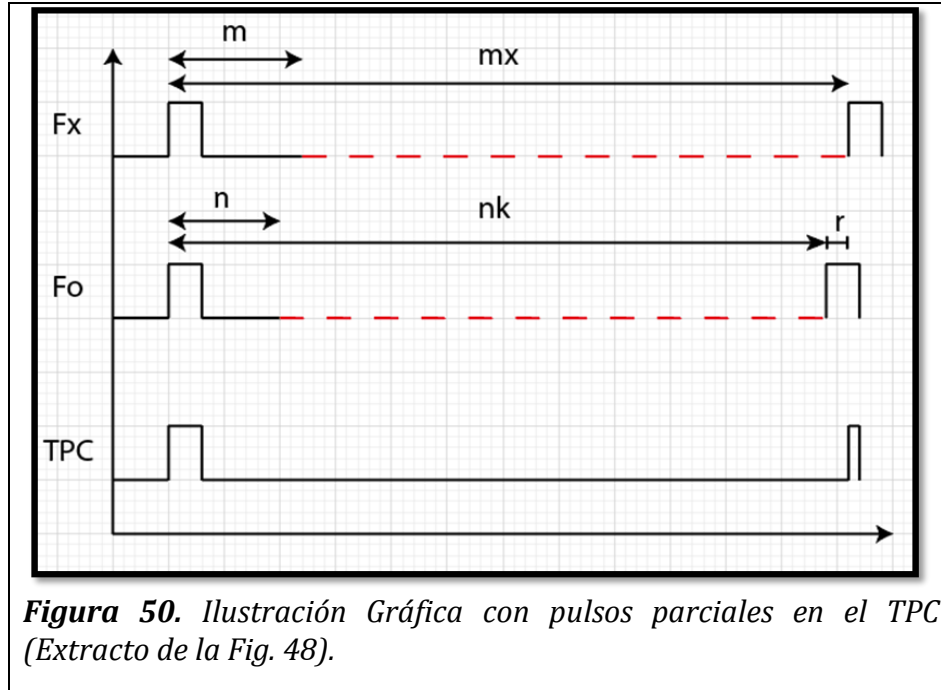 m
mx
Fx
n
nk
r
Fo
TPC
Figura 50. Ilustración Gráfica con pulsos parciales en el TPC
(Extracto de la Fig. 48).